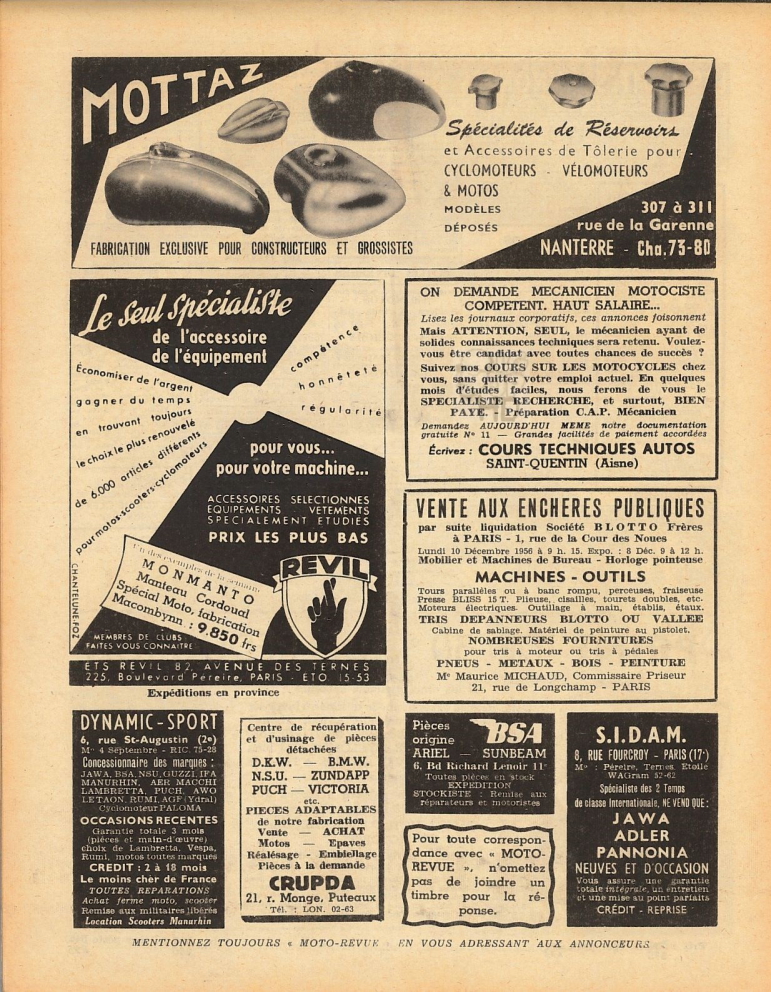 MOTTAZ
Spécialités de Réservoirs
et Accessoires de Tôlerie pour
CYCLOMOTEURS - VÉLOMOTEURS
& MOTOS
MODÈLES
DÉPOSÉS
307 à 311
rue de la Garenne
NANTERRE - Cha.73-80
FABRICATION EXCLUSIVE POUR CONSTRUCTEURS ET GROSSISTES
Le Seul Spécialiste
de l'accessoire
de l'équipement
compétence
honnêteté
régularité
Économiser de l'argent
gagner du temps
en trouvant toujours
le choix le plus renouvelé
de 6.000 articles différents
pour motos-scooters-cyclomoteurs
pour vous...
pour votre machine...
ACCESSOIRES SELECTIONNES
EQUIPEMENTS - VETEMENTS
SPECIALEMENT ETUDIES
PRIX LES PLUS BAS
Un des exemples de la semaine
MONMANTO
Manteau Cordoual
Spécial Moto, fabrication
Macombynn : 9.850 frs
REVIL
CHANTELUNE-FOZ
MEMBRES DE CLUBS
FAITES VOUS CONNAITRE
ETS REVIL 82, AVENUE DES TERNES
225, Boulevard Péreire, PARIS - ETO 15-53
Expéditions en province
ON DEMANDE MECANICIEN MOTOCISTE
COMPETENT. HAUT SALAIRE...
Lisez les journaux corporatifs, ces annonces foisonnent
Mais ATTENTION, SEUL, le mécanicien ayant de
solides connaissances techniques sera retenu. Voulez-
vous être candidat avec toutes chances de succès ?
Suivez nos COURS SUR LES MOTOCYCLES chez
vous, sans quitter votre emploi actuel. En quelques
mois d'études faciles, nous ferons de vous le
SPECIALISTE RECHERCHE, et surtout, BIEN
PAYE. - Préparation C.A.P. Mécanicien
Demandez AUJOURD'HUI MEME notre documentation
gratuite N° 11 — Grandes facilités de paiement accordées
Écrivez : COURS TECHNIQUES AUTOS
SAINT-QUENTIN (Aisne)
VENTE AUX ENCHERES PUBLIQUES
par suite liquidation Société BLOTTO Frères
à PARIS - 1, rue de la Cour des Noues
Lundi 10 Décembre 1956 à 9 h. 15. Expo. : 8 Déc. 9 à 12 h.
Mobilier et Machines de Bureau - Horloge pointeuse
MACHINES - OUTILS
Tours parallèles ou à banc rompu, perceuses, fraiseuse
Presse BLISS 15 T. Plieuse, cisailles, tourets doubles, etc.
Moteurs électriques. Outillage à main, établis, étaux.
TRIS DEPANNEURS BLOTTO OU VALLEE
Cabine de sablage. Matériel de peinture au pistolet.
NOMBREUSES FOURNITURES
pour tris à moteur ou tris à pédales
PNEUS - METAUX - BOIS - PEINTURE
Me Maurice MICHAUD, Commissaire Priseur
21, rue de Longchamp - PARIS
DYNAMIC-SPORT
6, rue St-Augustin (2e)
Mo 4 Septembre - RIC. 75-28
Concessionnaire des marques :
JAWA, BSA, NSU, GUZZI, IFA
MANURHIN, AER MACCHI
LAMBRETTA, PUCH, AWO
LETAON, RUMI, AGF (Ydral)
Cyclomoteur PALOMA
OCCASIONS RECENTES
Garantie totale 3 mois
(pièces et main-d'œuvre)
choix de Lambretta, Vespa,
Rumi, motos toutes marques
CREDIT : 2 à 18 mois
Le moins cher de France
TOUTES REPARATIONS
Achat ferme moto, scooter
Remise aux militaires libérés
Location Scooters Manurhin
Centre de récupération
et d'usinage de pièces
détachées
D.K.W. — B.M.W.
N.S.U. — ZUNDAPP
PUCH — VICTORIA
etc.
PIECES ADAPTABLES
de notre fabrication
Vente — ACHAT
Motos — Epaves
Réalésage - Embiellage
Pièces à la demande
CRUPDA
21, r. Monge, Puteaux
Tél. : LON. 02-63
Pièces
origine BSA
ARIEL — SUNBEAM
6, Bd Richard Lenoir 11e
Toutes pièces en stock
EXPEDITION
STOCKISTE : Remise aux
réparateurs et motoristes
Pour toute correspon-
dance avec « MOTO-
REVUE », n'omettez
pas de joindre un
timbre pour la ré-
ponse.
S.I.D.A.M.
8, RUE FOURCROY - PARIS (17e)
Mo : Péreire, Ternes Etoile
WAGram 52-62
Spécialiste des 2 Temps
de classe Internationale, NE VEND QUE :
JAWA
ADLER
PANNONIA
NEUVES ET D'OCCASION
Vous assure une garantie
totale intégrale, un entretien
et une mise au point parfaits
CRÉDIT - REPRISE
MENTIONNEZ TOUJOURS « MOTO-REVUE EN VOUS ADRESSANT AUX ANNONCEURS